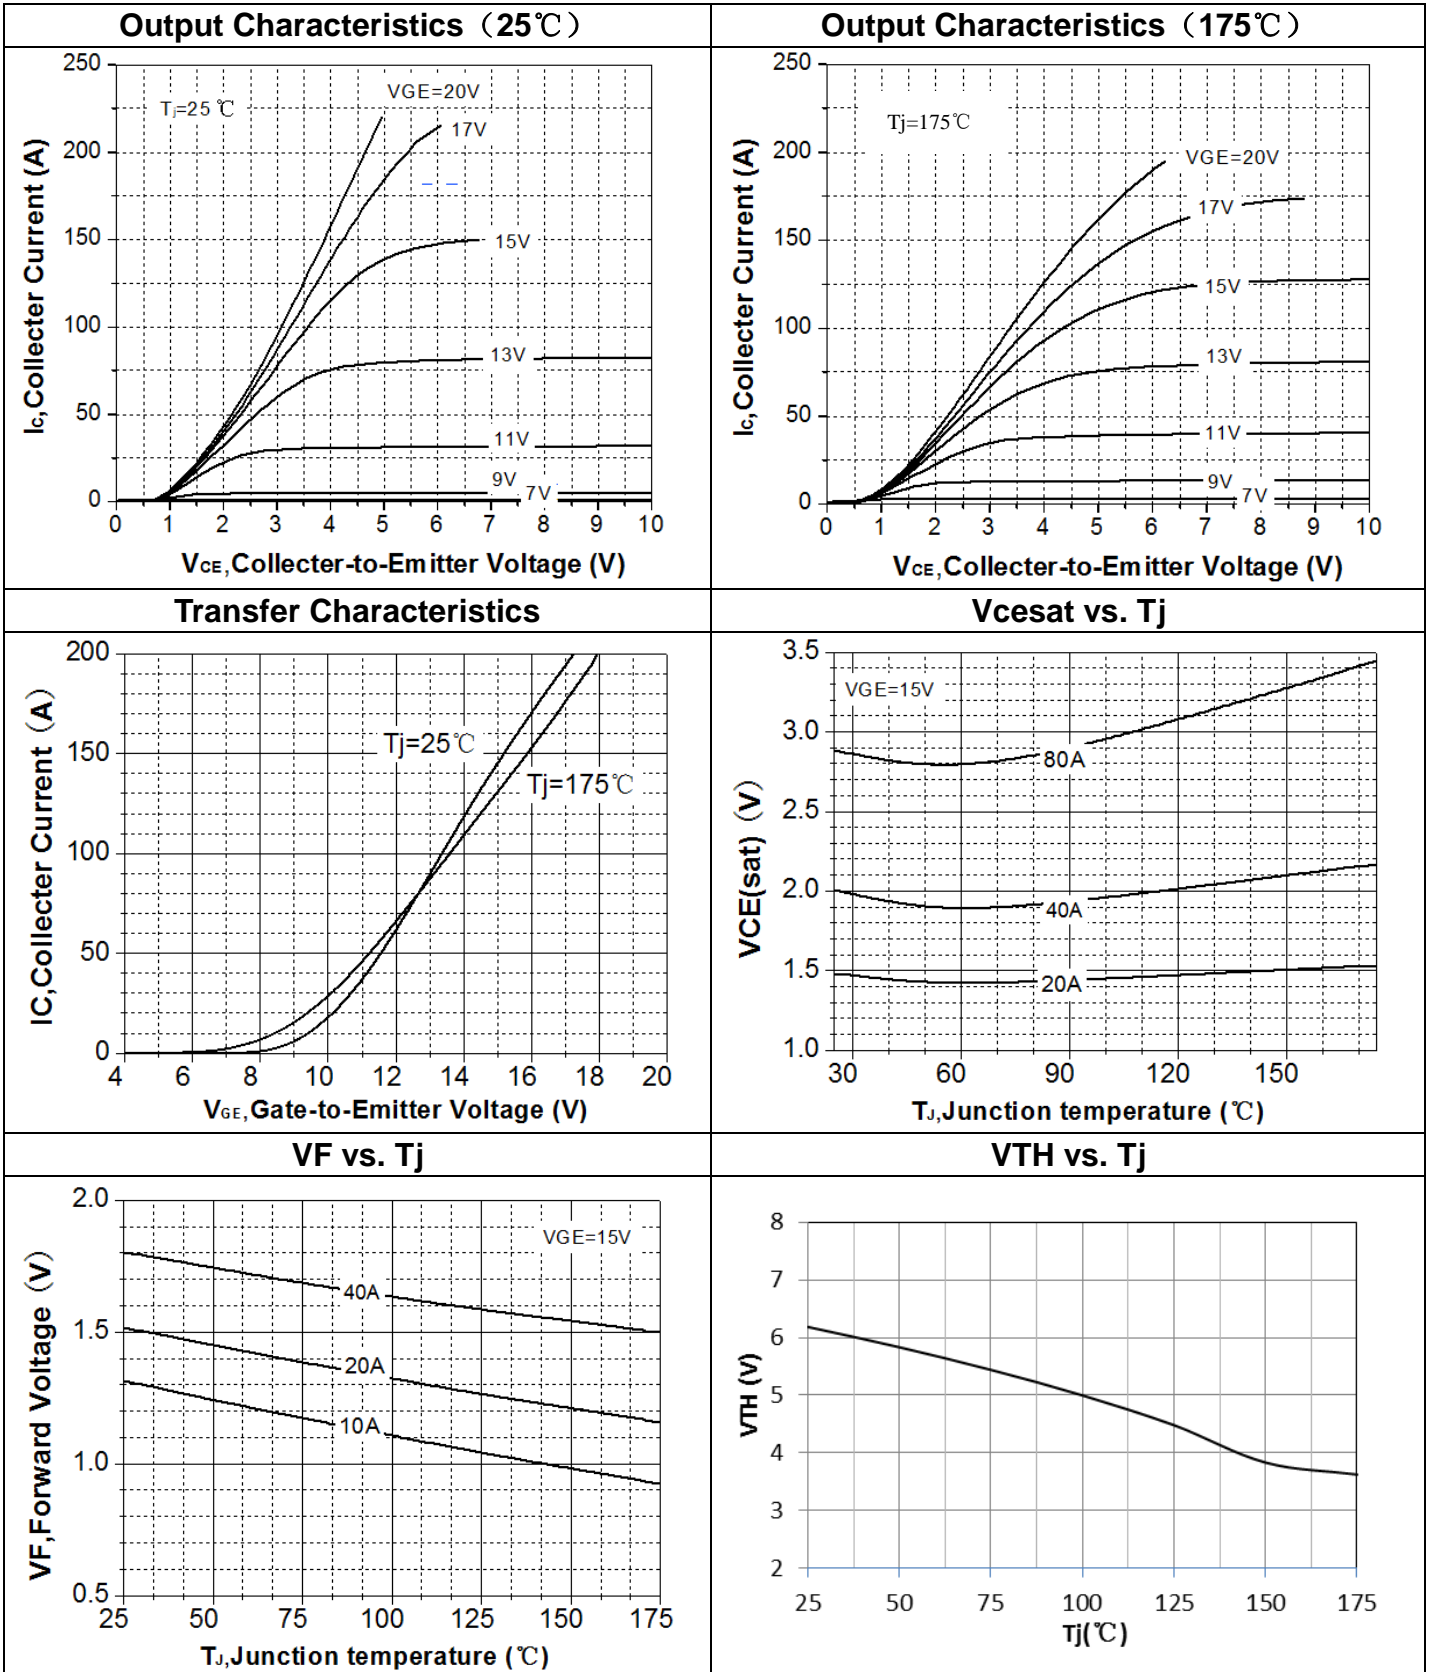 Output Characteristics（25℃）
250
200
150
100
50
0
Ic,Collecter Current (A)
Tj=25 ℃
VGE=20V
17V
15V
13V
11V
9V
7V
0 1 2 3 4 5 6 7 8 9 10
VCE,Collecter-to-Emitter Voltage (V)
Output Characteristics（175℃）
250
200
150
100
50
0
Ic,Collecter Current (A)
Tj=175℃
VGE=20V
17V
15V
13V
11V
9V
7V
0 1 2 3 4 5 6 7 8 9 10
VCE,Collecter-to-Emitter Voltage (V)
Transfer Characteristics
200
150
100
50
0
IC,Collecter Current（A）
Tj=25℃
Tj=175℃
4 6 8 10 12 14 16 18 20
VGE,Gate-to-Emitter Voltage (V)
Vcesat vs. Tj
3.5
3.0
2.5
2.0
1.5
1.0
VCE(sat)（V）
VGE=15V
80A
40A
20A
30 60 90 120 150
TJ,Junction temperature (℃)
VF vs. Tj
2.0
1.5
1.0
0.5
VF,Forward Voltage（V）
VGE=15V
40A
20A
10A
25 50 75 100 125 150 175
TJ,Junction temperature (℃)
VTH vs. Tj
8
7
6
5
4
3
2
VTH (V)
25 50 75 100 125 150 175
Tj(℃)